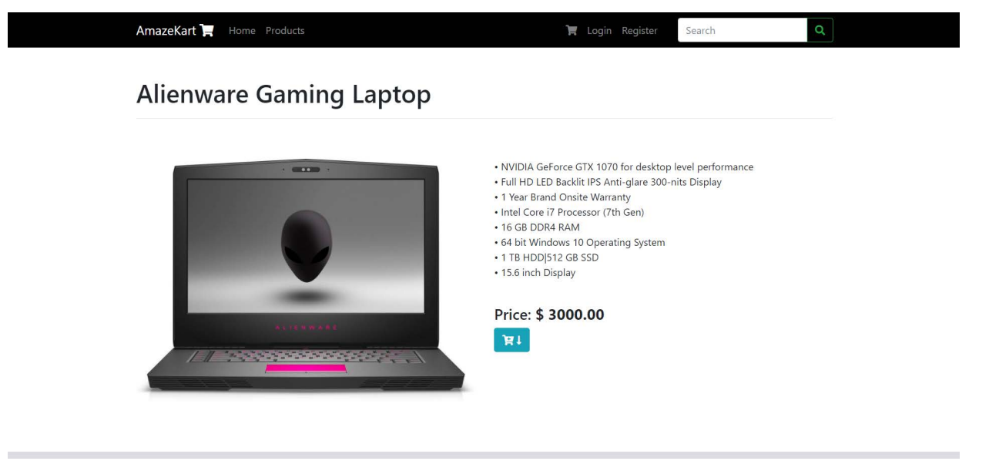 AmazeKart Home Products Login Register Search
Alienware Gaming Laptop
• NVIDIA GeForce GTX 1070 for desktop level performance
• Full HD LED Backlit IPS Anti-glare 300-nits Display
• 1 Year Brand Onsite Warranty
• Intel Core i7 Processor (7th Gen)
• 16 GB DDR4 RAM
• 64 bit Windows 10 Operating System
• 1 TB HDD|512 GB SSD
• 15.6 inch Display
ALIENWARE
Price: $ 3000.00